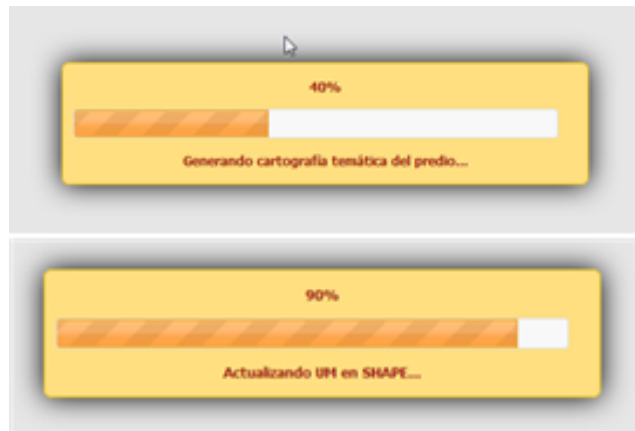 40%
Generando cartografía temática del predio...
90%
Actualizando UM en SHAPE...